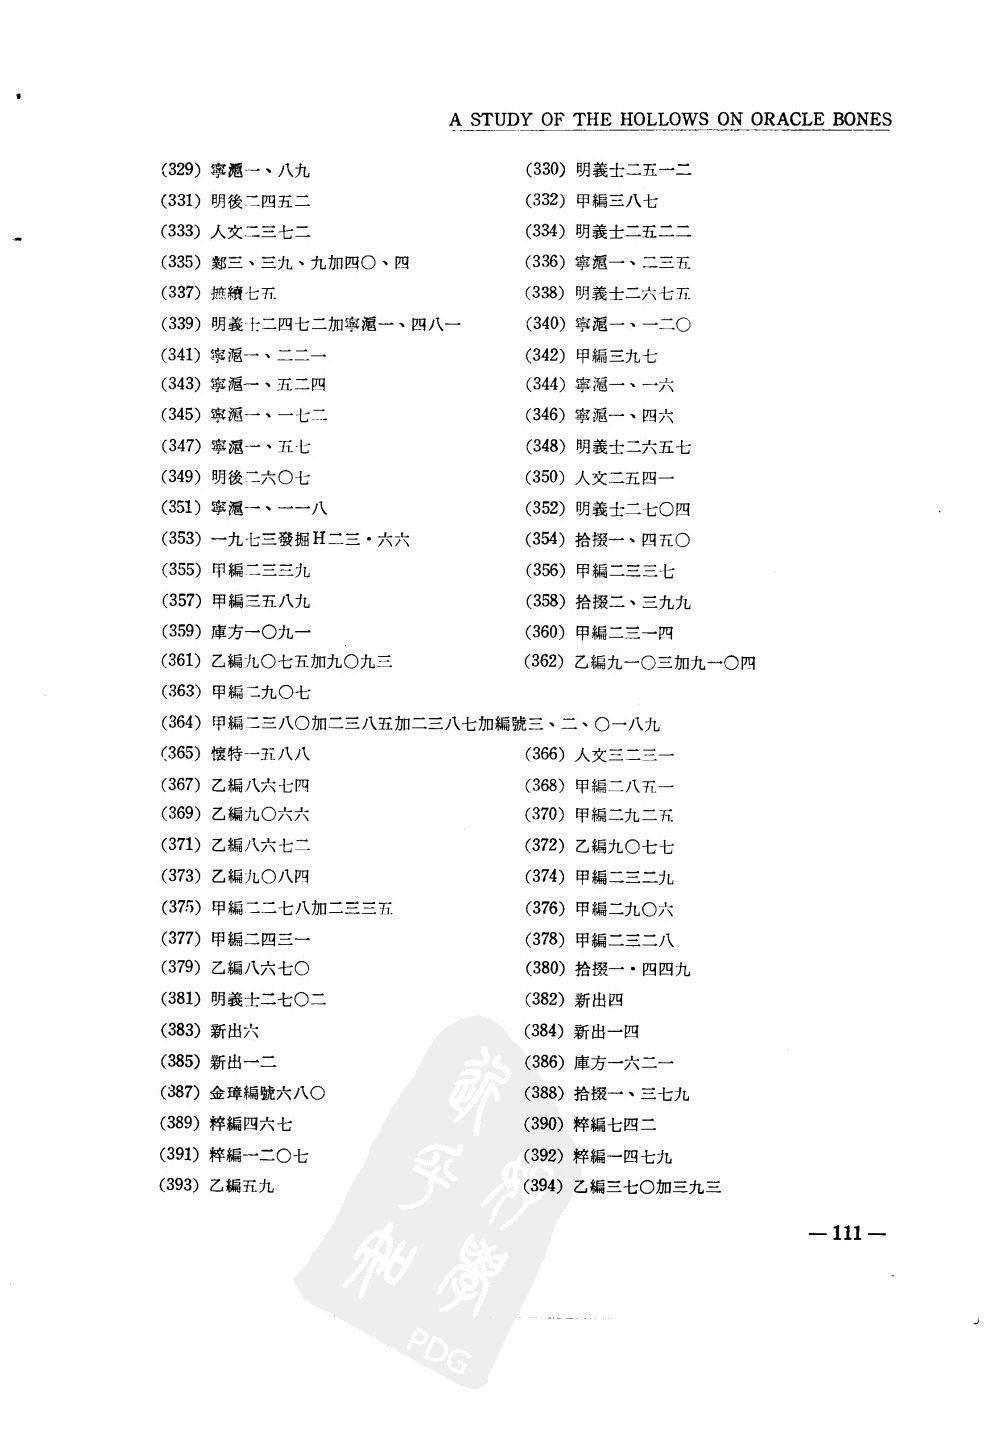 A STUDY OF THE HOLLOWS ON ORACLE BONES
(329) 寧滬一、八九 (330) 明義士二五一二
(331) 明後二四五二 (332) 甲編三八七
(333) 人文二三七二 (334) 明義士二五二二
(335) 鄴三、三九、九加四〇、四 (336) 寧滬一、二三五
(337) 摭續七五 (338) 明義士二六七五
(339) 明義士二四七二加寧滬一、四八一 (340) 寧滬一、一二〇
(341) 寧滬一、二二一 (342) 甲編三九七
(343) 寧滬一、五二四 (344) 寧滬一、一六
(345) 寧滬一、一七二 (346) 寧滬一、四六
(347) 寧滬一、五七 (348) 明義士二六五七
(349) 明後二六〇七 (350) 人文二五四一
(351) 寧滬一、一一八 (352) 明義士二七〇四
(353) 一九七三發掘H二三・六六 (354) 拾掇一、四五〇
(355) 甲編二三三九 (356) 甲編二三三七
(357) 甲編三五八九 (358) 拾掇二、三九九
(359) 庫方一〇九一 (360) 甲編二三一四
(361) 乙編九〇七五加九〇九三 (362) 乙編九一〇三加九一〇四
(363) 甲編二九〇七
(364) 甲編二三八〇加二三八五加二三八七加編號三、二、〇一八九
(365) 懷特一五八八 (366) 人文三二三一
(367) 乙編八六七四 (368) 甲編二八五一
(369) 乙編九〇六六 (370) 甲編二九二五
(371) 乙編八六七二 (372) 乙編九〇七七
(373) 乙編九〇八四 (374) 甲編二三二九
(375) 甲編二二七八加二三三五 (376) 甲編二九〇六
(377) 甲編二四三一 (378) 甲編二三二八
(379) 乙編八六七〇 (380) 拾掇一・四四九
(381) 明義士二七〇二 (382) 新出四
(383) 新出六 (384) 新出一四
(385) 新出一二 (386) 庫方一六二一
(387) 金璋編號六八〇 (388) 拾掇一、三七九
(389) 粹編四六七 (390) 粹編七四二
(391) 粹編一二〇七 (392) 粹編一四七九
(393) 乙編五九 (394) 乙編三七〇加三九三
— 111 —
PDG